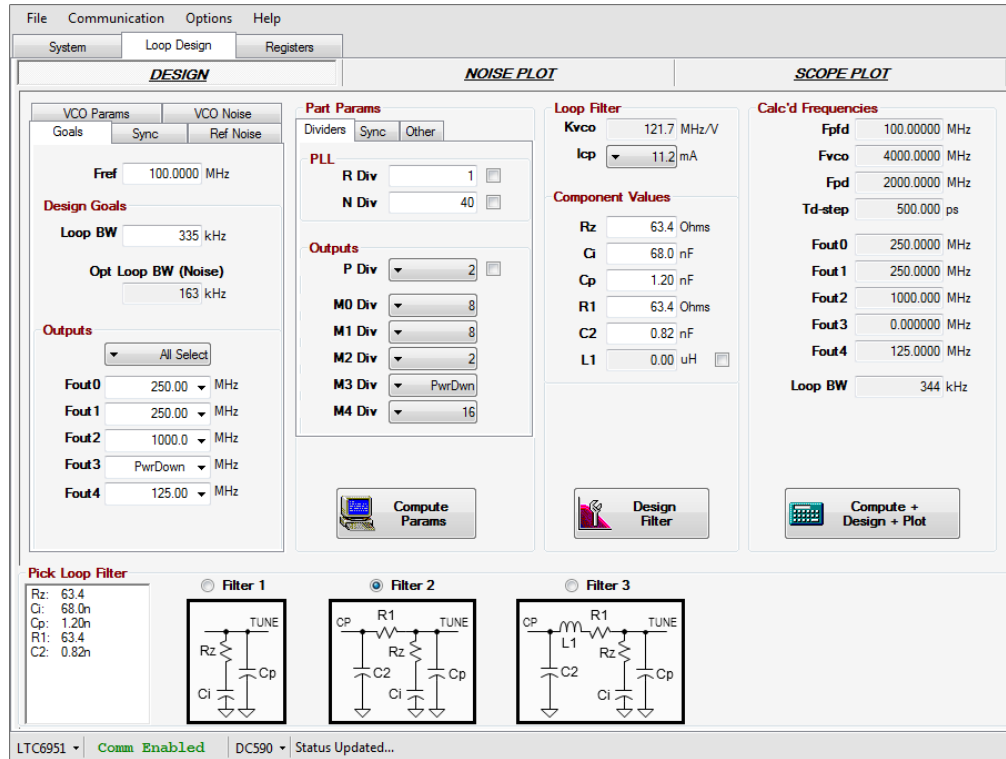 File Communication Options Help
System Loop Design Registers
DESIGN NOISE PLOT SCOPE PLOT
VCO Params VCO Noise
Goals Sync Ref Noise
Fref 100.0000 MHz
Design Goals
Loop BW 335 kHz
Opt Loop BW (Noise)
163 kHz
Outputs
All Select
Fout0 250.00 MHz
Fout1 250.00 MHz
Fout2 1000.0 MHz
Fout3 PwrDown MHz
Fout4 125.00 MHz
Part Params
Dividers Sync Other
PLL
R Div 1
N Div 40
Outputs
P Div 2
M0 Div 8
M1 Div 8
M2 Div 2
M3 Div PwrDwn
M4 Div 16
Compute
Params
Loop Filter
Kvco 121.7 MHz/V
Icp 11.2 mA
Component Values
Rz 63.4 Ohms
Ci 68.0 nF
Cp 1.20 nF
R1 63.4 Ohms
C2 0.82 nF
L1 0.00 uH
Design
Filter
Calc'd Frequencies
Fpfd 100.00000 MHz
Fvco 4000.0000 MHz
Fpd 2000.0000 MHz
Td-step 500.000 ps
Fout0 250.0000 MHz
Fout1 250.0000 MHz
Fout2 1000.000 MHz
Fout3 0.000000 MHz
Fout4 125.0000 MHz
Loop BW 344 kHz
Compute +
Design + Plot
Pick Loop Filter
Rz: 63.4
Ci: 68.0n
Cp: 1.20n
R1: 63.4
C2: 0.82n
Filter 1
TUNE
Rz
Cp
Ci
Filter 2
CP R1 TUNE
Rz
C2 Cp
Ci
Filter 3
CP R1 TUNE
L1 Rz
C2 Cp
Ci
LTC6951 Comm Enabled DC590 Status Updated...